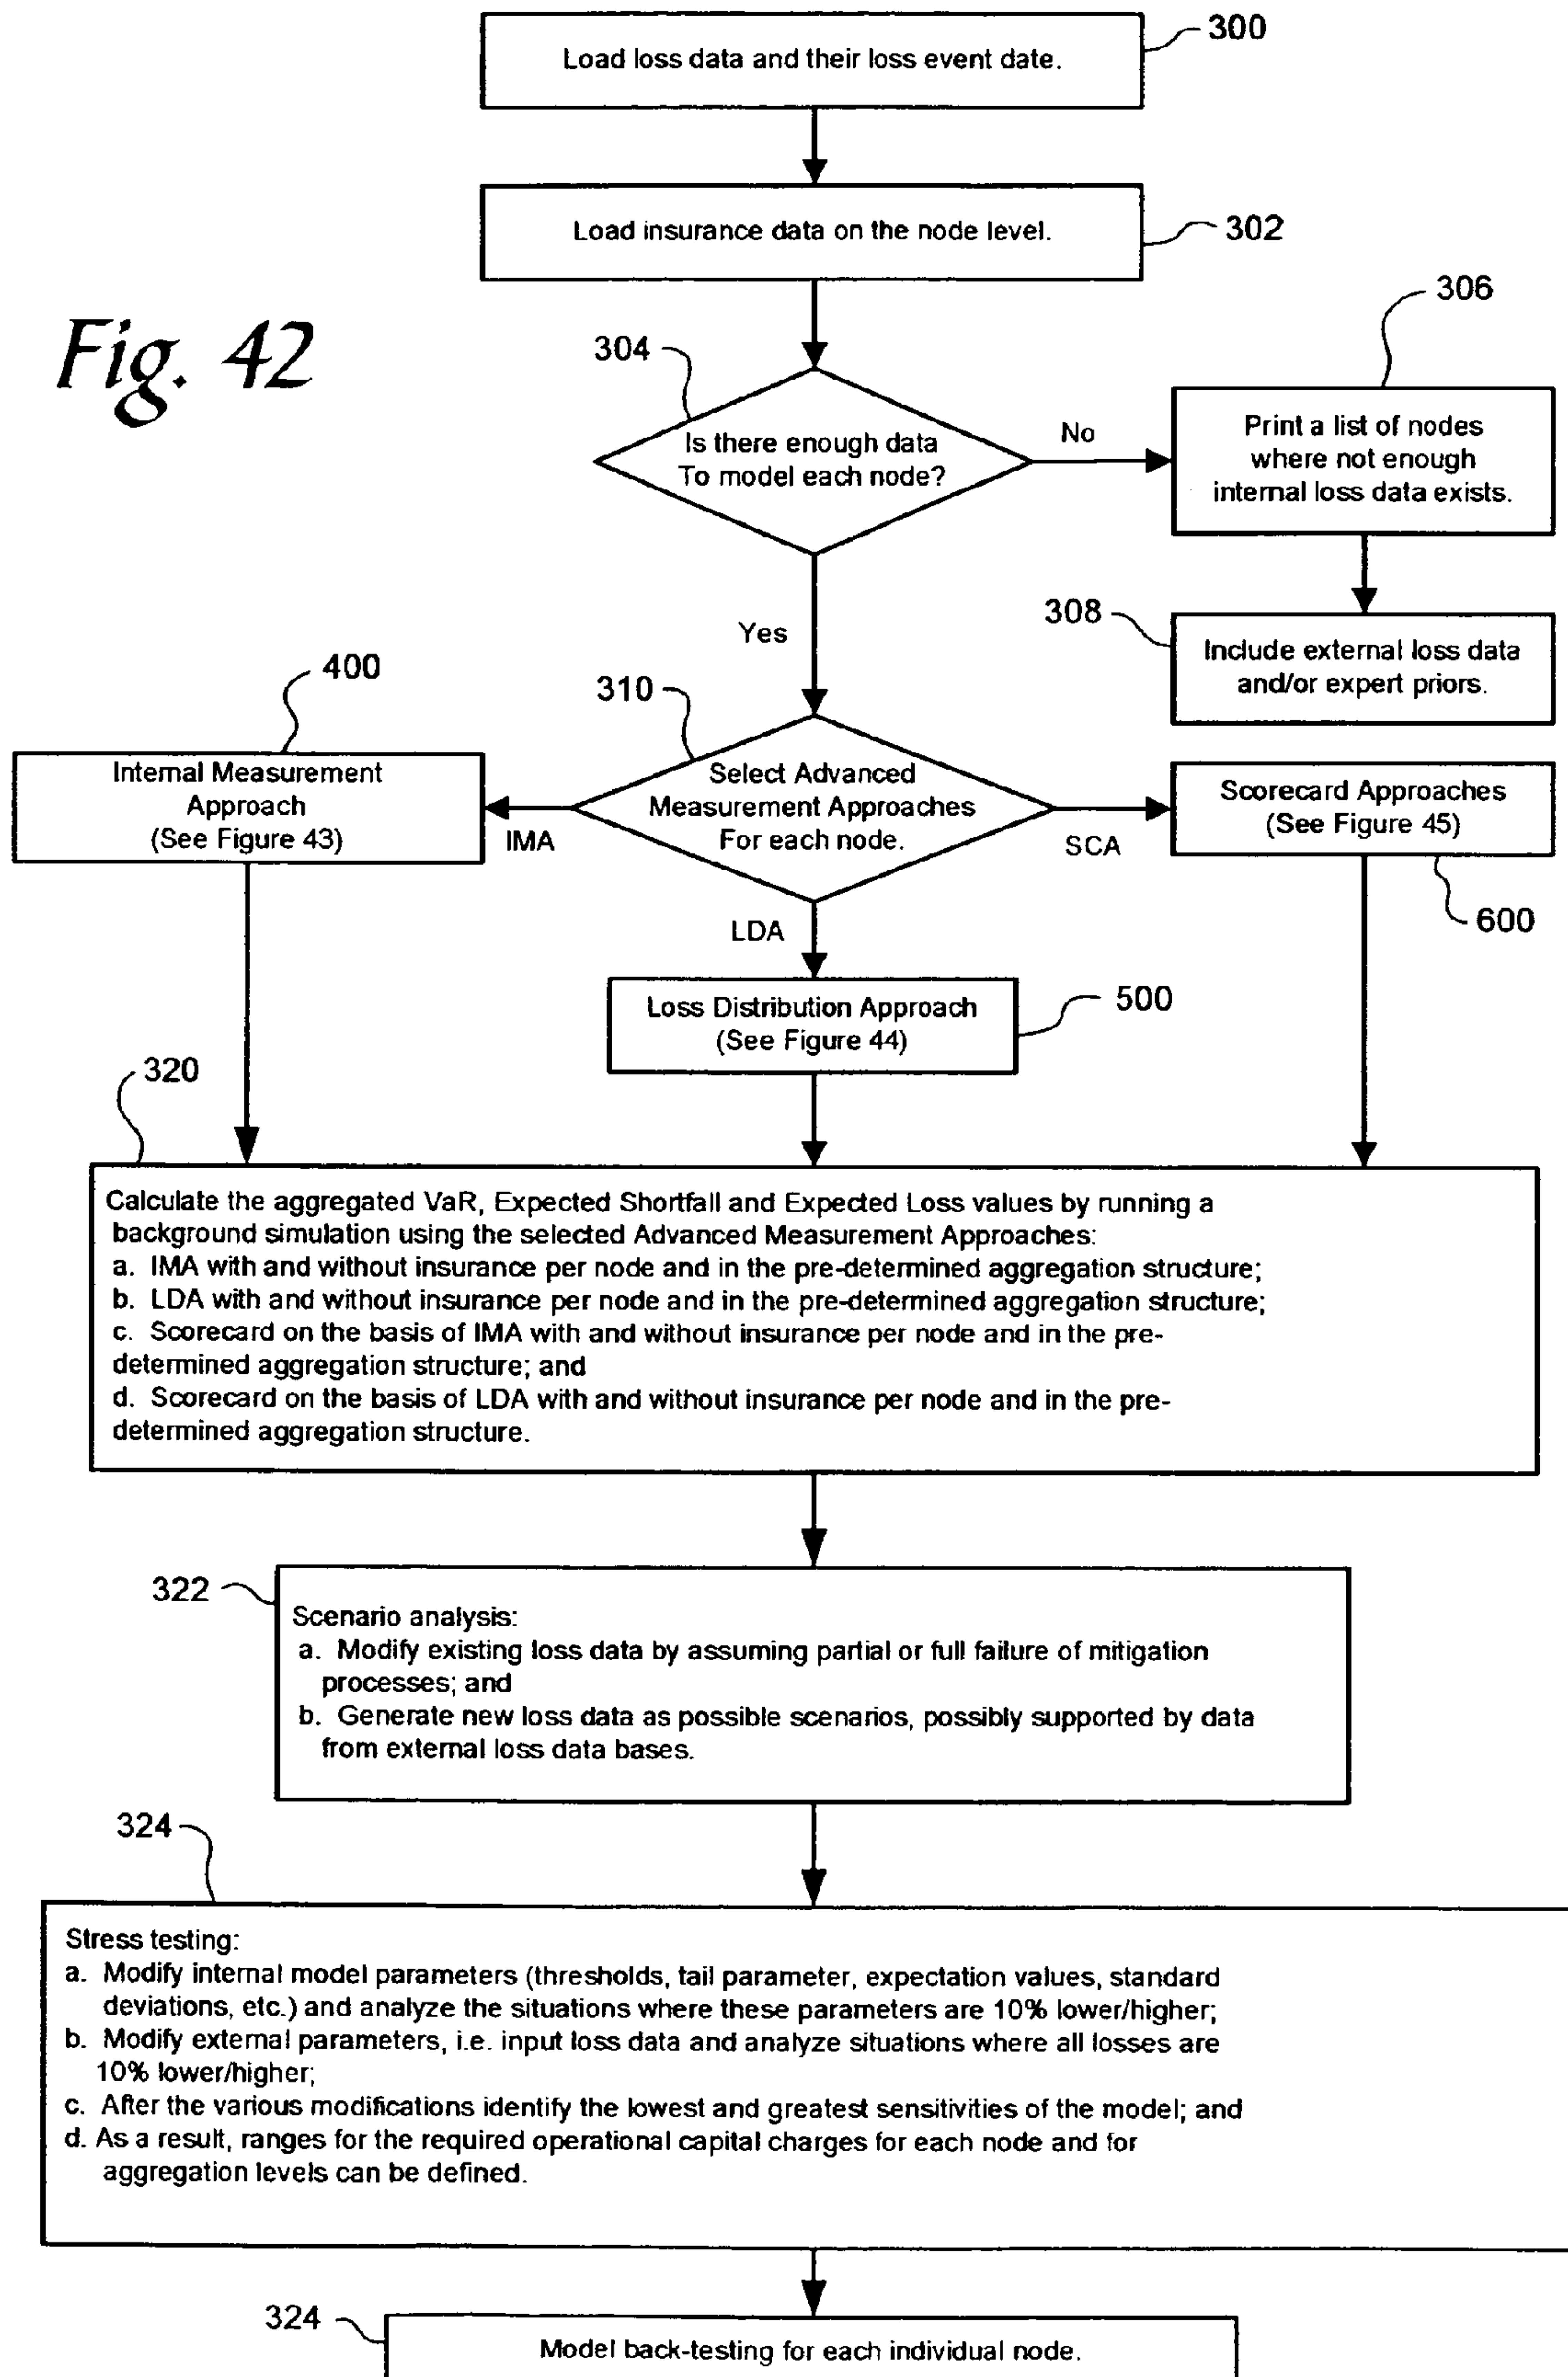 300
Load loss data and their loss event date.
302
Load insurance data on the node level.
Fig. 42
304
306
Is there enough data
To model each node?
No
Print a list of nodes
where not enough
internal loss data exists.
Yes
308
Include external loss data
and/or expert priors.
400
310
Internal Measurement
Approach
(See Figure 43)
IMA
Select Advanced
Measurement Approaches
For each node.
SCA
Scorecard Approaches
(See Figure 45)
600
LDA
Loss Distribution Approach
(See Figure 44)
500
320
Calculate the aggregated VaR, Expected Shortfall and Expected Loss values by running a
background simulation using the selected Advanced Measurement Approaches:
a. IMA with and without insurance per node and in the pre-determined aggregation structure;
b. LDA with and without insurance per node and in the pre-determined aggregation structure;
c. Scorecard on the basis of IMA with and without insurance per node and in the pre-
determined aggregation structure; and
d. Scorecard on the basis of LDA with and without insurance per node and in the pre-
determined aggregation structure.
322
Scenario analysis:
a. Modify existing loss data by assuming partial or full failure of mitigation
processes; and
b. Generate new loss data as possible scenarios, possibly supported by data
from external loss data bases.
324
Stress testing:
a. Modify internal model parameters (thresholds, tail parameter, expectation values, standard
deviations, etc.) and analyze the situations where these parameters are 10% lower/higher;
b. Modify external parameters, i.e. input loss data and analyze situations where all losses are
10% lower/higher;
c. After the various modifications identify the lowest and greatest sensitivities of the model; and
d. As a result, ranges for the required operational capital charges for each node and for
aggregation levels can be defined.
324
Model back-testing for each individual node.